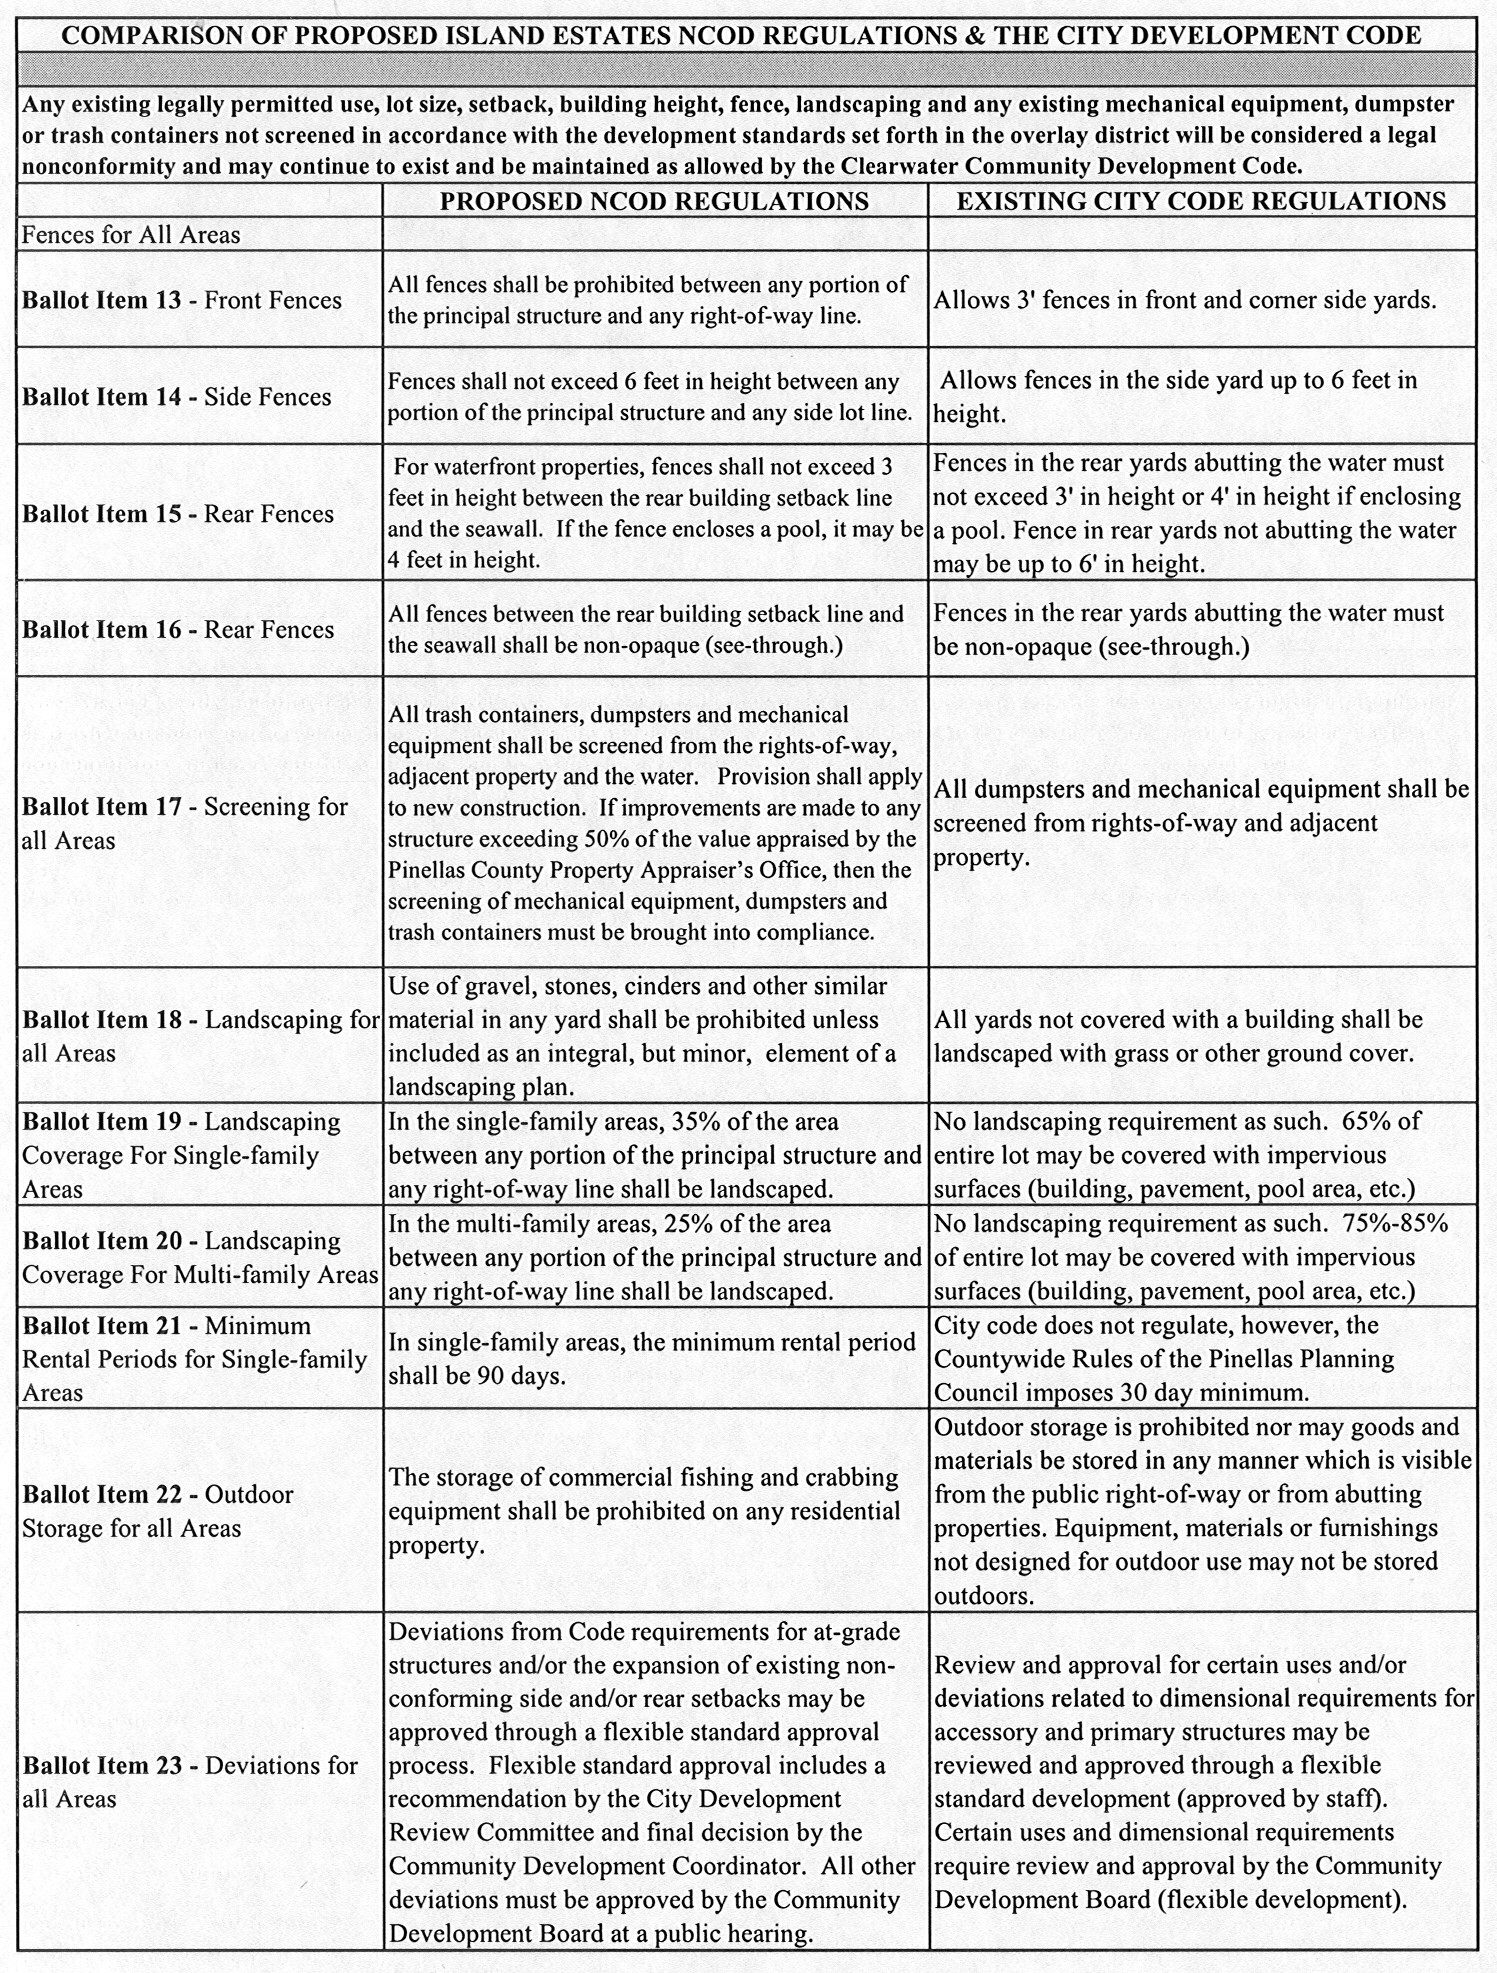 COMPARISON OF PROPOSED ISLAND ESTATES NCOD REGULATIONS & THE CITY DEVELOPMENT CODE
Any existing legally permitted use, lot size, setback, building height, fence, landscaping and any existing mechanical equipment, dumpster
or trash containers not screened in accordance with the development standards set forth in the overlay district will be considered a legal
nonconformity and may continue to exist and be maintained as allowed by the Clearwater Community Development Code.
PROPOSED NCOD REGULATIONS
EXISTING CITY CODE REGULATIONS
Fences for All Areas
Ballot Item 13 - Front Fences
All fences shall be prohibited between any portion of
the principal structure and any right-of-way line.
Allows 3' fences in front and corner side yards.
Ballot Item 14 - Side Fences
Fences shall not exceed 6 feet in height between any
portion of the principal structure and any side lot line.
Allows fences in the side yard up to 6 feet in
height.
Ballot Item 15 - Rear Fences
For waterfront properties, fences shall not exceed 3
feet in height between the rear building setback line
and the seawall.  If the fence encloses a pool, it may be
4 feet in height.
Fences in the rear yards abutting the water must
not exceed 3' in height or 4' in height if enclosing
a pool. Fence in rear yards not abutting the water
may be up to 6' in height.
Ballot Item 16 - Rear Fences
All fences between the rear building setback line and
the seawall shall be non-opaque (see-through.)
Fences in the rear yards abutting the water must
be non-opaque (see-through.)
Ballot Item 17 - Screening for
all Areas
All trash containers, dumpsters and mechanical
equipment shall be screened from the rights-of-way,
adjacent property and the water.  Provision shall apply
to new construction.  If improvements are made to any
structure exceeding 50% of the value appraised by the
Pinellas County Property Appraiser's Office, then the
screening of mechanical equipment, dumpsters and
trash containers must be brought into compliance.
All dumpsters and mechanical equipment shall be
screened from rights-of-way and adjacent
property.
Ballot Item 18 - Landscaping for
all Areas
Use of gravel, stones, cinders and other similar
material in any yard shall be prohibited unless
included as an integral, but minor,  element of a
landscaping plan.
All yards not covered with a building shall be
landscaped with grass or other ground cover.
Ballot Item 19 - Landscaping
Coverage For Single-family
Areas
In the single-family areas, 35% of the area
between any portion of the principal structure and
any right-of-way line shall be landscaped.
No landscaping requirement as such.  65% of
entire lot may be covered with impervious
surfaces (building, pavement, pool area, etc.)
Ballot Item 20 - Landscaping
Coverage For Multi-family Areas
In the multi-family areas, 25% of the area
between any portion of the principal structure and
any right-of-way line shall be landscaped.
No landscaping requirement as such.  75%-85%
of entire lot may be covered with impervious
surfaces (building, pavement, pool area, etc.)
Ballot Item 21 - Minimum
Rental Periods for Single-family
Areas
In single-family areas, the minimum rental period
shall be 90 days.
City code does not regulate, however, the
Countywide Rules of the Pinellas Planning
Council imposes 30 day minimum.
Ballot Item 22 - Outdoor
Storage for all Areas
The storage of commercial fishing and crabbing
equipment shall be prohibited on any residential
property.
Outdoor storage is prohibited nor may goods and
materials be stored in any manner which is visible
from the public right-of-way or from abutting
properties. Equipment, materials or furnishings
not designed for outdoor use may not be stored
outdoors.
Ballot Item 23 - Deviations for
all Areas
Deviations from Code requirements for at-grade
structures and/or the expansion of existing non-
conforming side and/or rear setbacks may be
approved through a flexible standard approval
process.  Flexible standard approval includes a
recommendation by the City Development
Review Committee and final decision by the
Community Development Coordinator.  All other
deviations must be approved by the Community
Development Board at a public hearing.
Review and approval for certain uses and/or
deviations related to dimensional requirements for
accessory and primary structures may be
reviewed and approved through a flexible
standard development (approved by staff).
Certain uses and dimensional requirements
require review and approval by the Community
Development Board (flexible development).